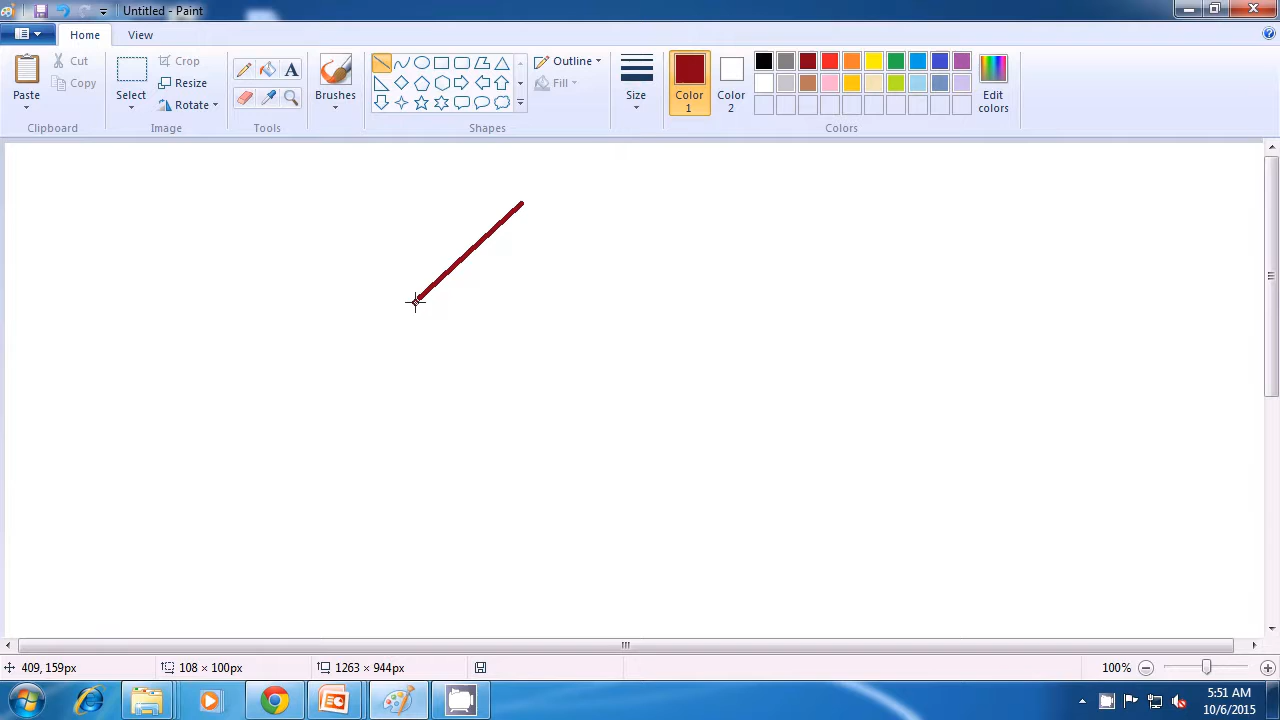 Untitled - Paint
Home
View
Paste
Cut
Copy
Clipboard
Select
Crop
Resize
Rotate
Image
A
Tools
Brushes
Outline
Fill
Shapes
Size
Color 1
Color 2
Edit colors
Colors
409, 159px
108 × 100px
1263 × 944px
100%
5:51 AM
10/6/2015